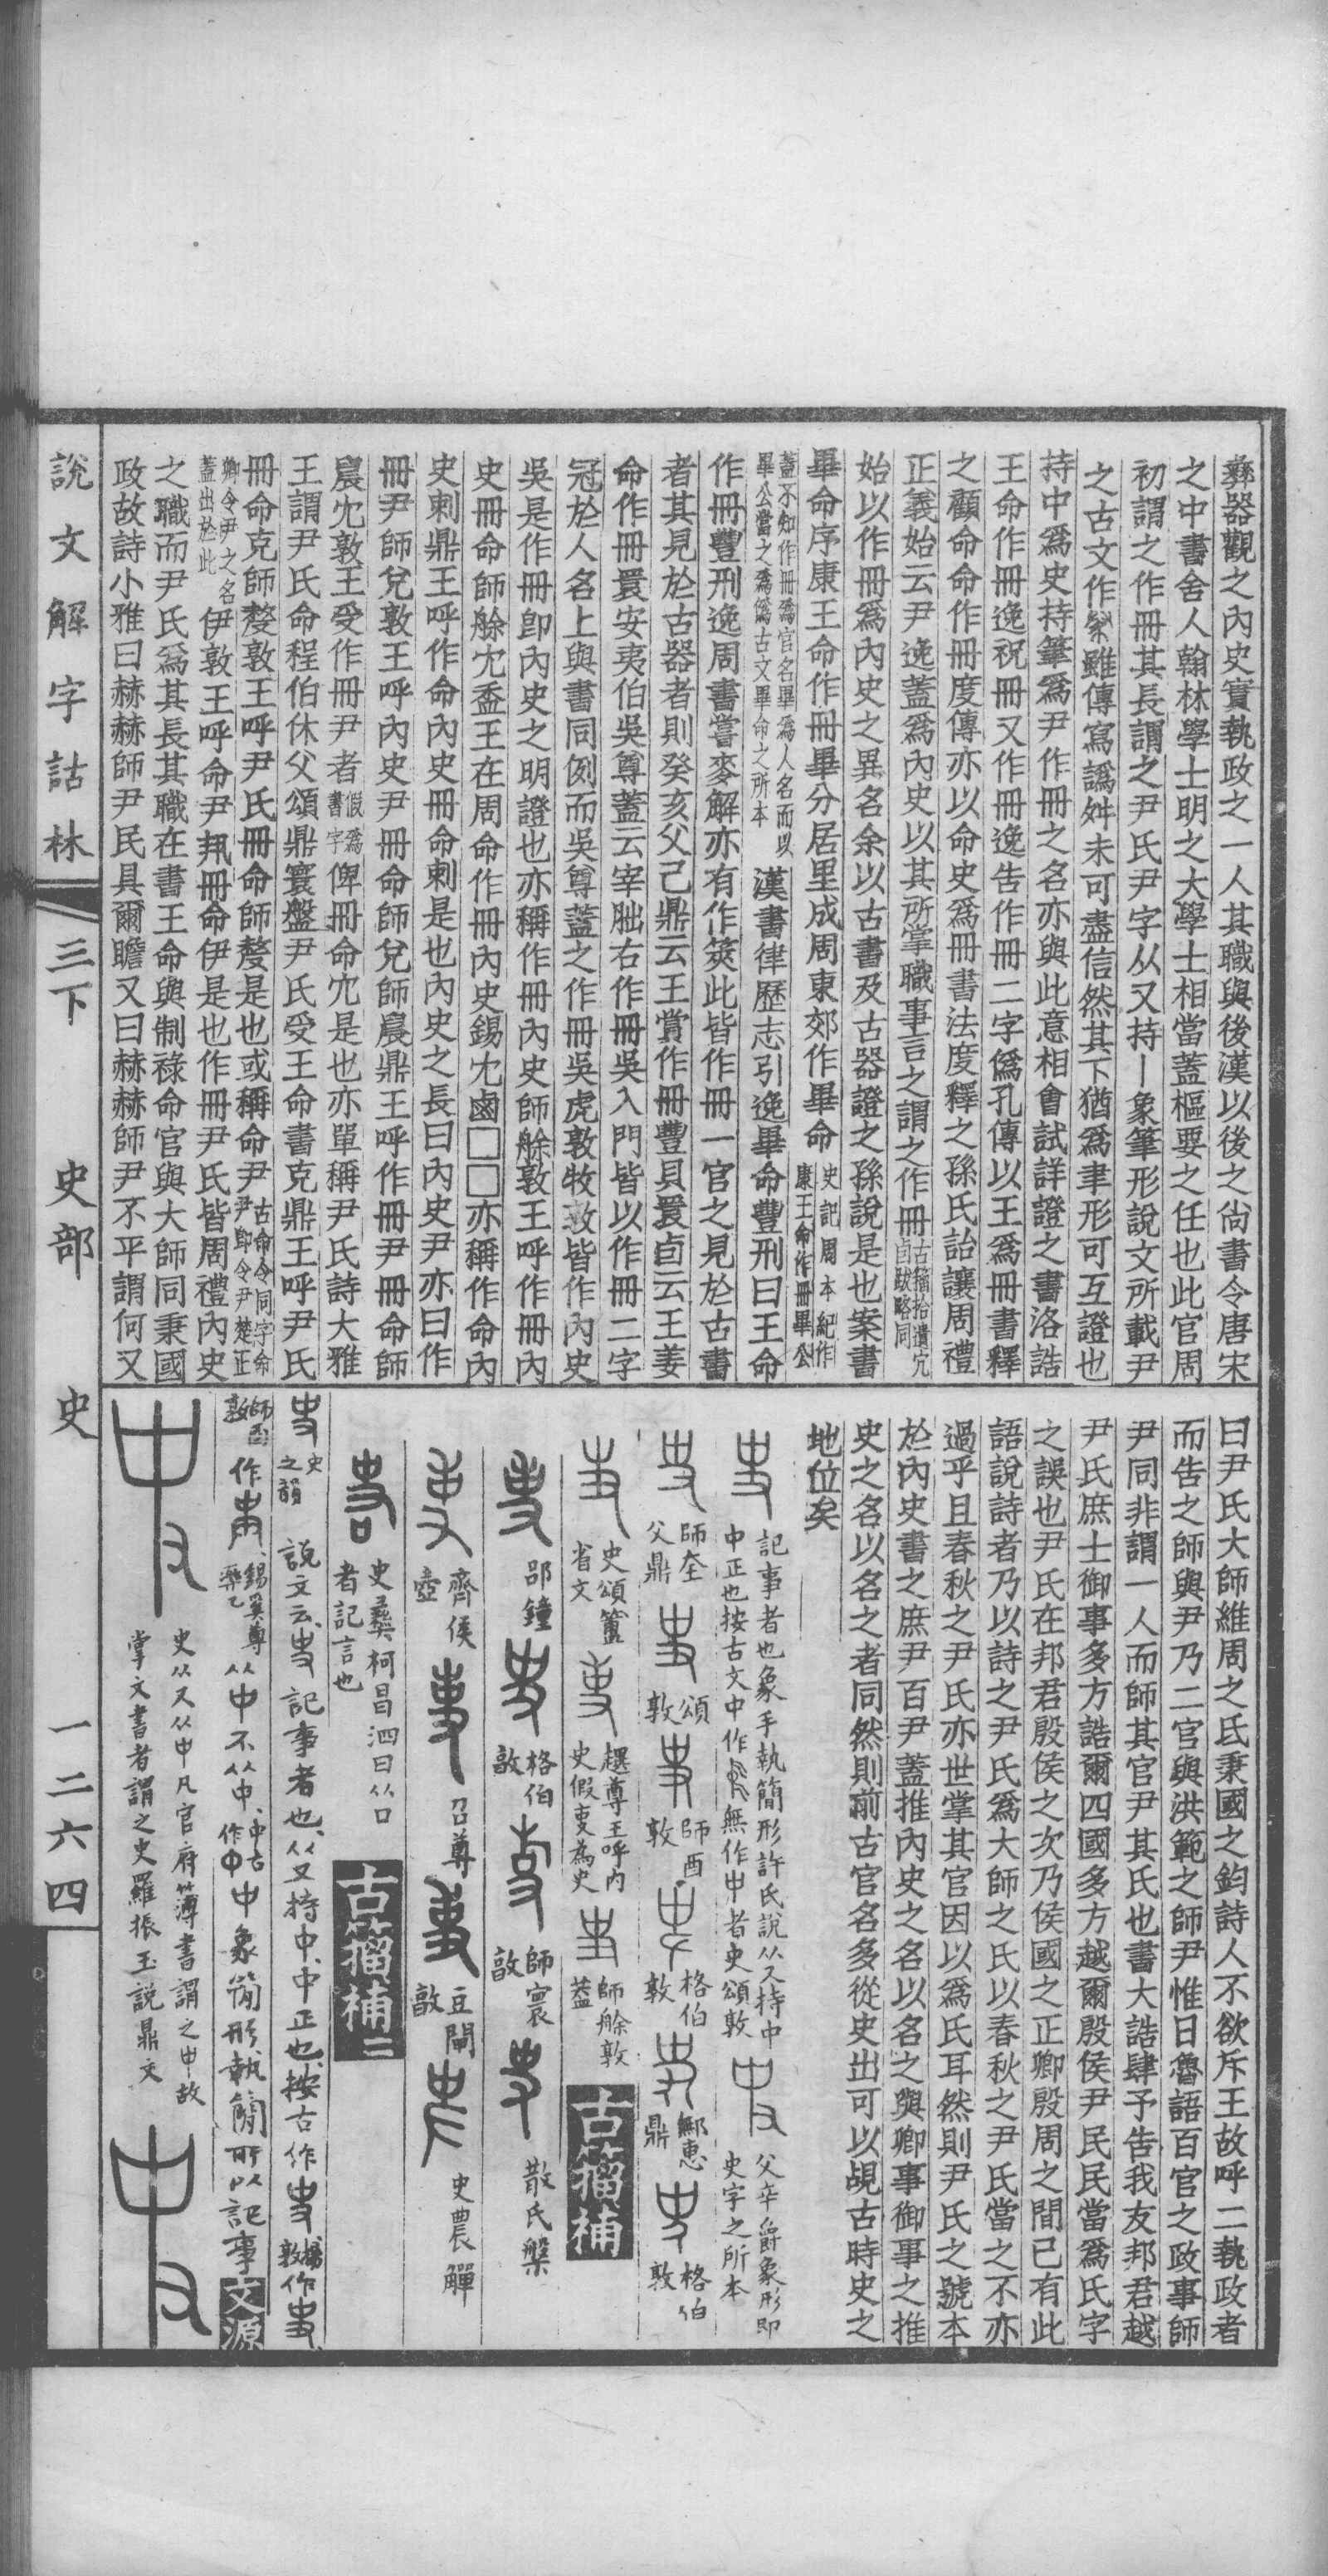 彝器觀之內史實執政之一人其職與後漢以後之尙書令唐宋
之中書舍人翰林學士明之大學士相當蓋樞要之任也此官周
初謂之作冊其長謂之尹氏尹字从又持丨象筆形說文所載尹
之古文作雖傳寫譌舛未可盡信然其下猶爲聿形可互證也
持中爲史持筆爲尹作冊之名亦與此意相會試詳證之書洛誥
王命作冊逸祝冊又作冊逸告作冊二字僞孔傳以王爲冊書釋
之顧命命作冊度傳亦以命史爲冊書法度釋之孫氏詒讓周禮
正義始云尹逸蓋爲內史以其所掌職事言之謂之作冊古籀拾遺宂卣跋略同
始以作冊爲內史之異名余以古書及古器證之孫說是也案書
畢命序康王命作冊畢分居里成周東郊作畢命史記周本紀作康王命作冊畢公
蓋不知作冊爲官名畢爲人名而以畢公當之爲僞古文畢命之所本漢書律歷志引逸畢命豐刑曰王命
作冊豐刑逸周書嘗麥解亦有作筴此皆作冊一官之見於古書
者其見於古器者則癸亥父己鼎云王賞作冊豐貝睘卣云王姜
命作冊睘安夷伯吳尊蓋云宰朏右作冊吳入門皆以作冊二字
冠於人名上與書同例而吳尊蓋之作冊吳虎敦牧敦皆作內史
吳是作冊卽內史之明證也亦稱作冊內史師艅敦王呼作冊內
史冊命師艅宂盉王在周命作冊內史錫宂鹵□□亦稱作命內
史剌鼎王呼作命內史冊命剌是也內史之長曰內史尹亦曰作
冊尹師兌敦王呼內史尹冊命師兌師晨鼎王呼作冊尹冊命師
晨宂敦王受作冊尹者假爲書字俾冊命宂是也亦單稱尹氏詩大雅
王謂尹氏命程伯休父頌鼎寰盤尹氏受王命書克鼎王呼尹氏
冊命克師嫠敦王呼尹氏冊命師嫠是也或稱命尹古命令同字命尹卽令尹楚正
卿令尹之名蓋出於此伊敦王呼命尹冊命伊是也作冊尹氏皆周禮內史
之職而尹氏爲其長其職在書王命與制祿命官與大師同秉國
政故詩小雅曰赫赫師尹民具爾瞻又曰赫赫師尹不平謂何又
曰尹氏大師維周之氐秉國之鈞詩人不欲斥王故呼二執政者
而告之師與尹乃二官與洪範之師尹惟日魯語百官之政事師
尹同非謂一人而師其官尹其氏也書大誥肆予告我友邦君越
尹氏庶士御事多方誥爾四國多方越爾殷侯尹民民當爲氏字
之誤也尹氏在邦君殷侯之次乃侯國之正卿殷周之間已有此
語說詩者乃以詩之尹氏爲大師之氏以春秋之尹氏當之不亦
過乎且春秋之尹氏亦世掌其官因以爲氏耳然則尹氏之號本
於內史書之庶尹百尹蓋推內史之名以名之與卿事御事之推
史之名以名之者同然則前古官名多從史出可以覘古時史之
地位矣
記事者也象手執簡形許氏說从又持中中正也按古文中作無作中者史頌敦 父辛爵象形即史字之所本
師𡘇父鼎 頌敦 師酉敦 格伯敦 鄦惠鼎 格伯敦
史頌簠省文 趩尊王呼內史假叓為史 師艅敦蓋 古籀補
郘鐘 格伯敦 師寰敦 散氏槃
齊侯壺 召尊 豆閉敦 史農觶
史彝柯昌泗曰从口者記言也 古籀補二
史之韻 說文云史記事者也从又持中中正也按古作史揚敦作史
師酉敦作錫冀尊藥乙从中不从中中古作中中象簡形執簡所以記事文源
史从又从中凡官府簿書謂之中故掌文書者謂之史羅振玉說鼎文
說文解字詁林 三下 史部 史 一二六四